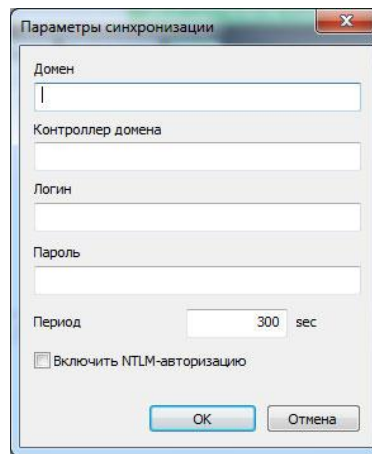 Параметры синхронизации
Домен
Контроллер домена
Логин
Пароль
Период 300 sec
Включить NTLM-авторизацию
OK Отмена